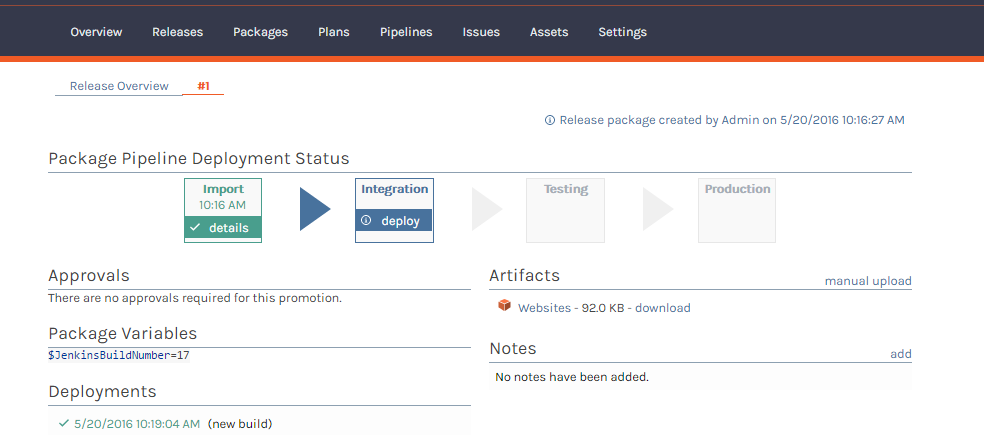 Overview Releases Packages Plans Pipelines Issues Assets Settings
Release Overview #1
Release package created by Admin on 5/20/2016 10:16:27 AM
Package Pipeline Deployment Status
Import Integration Testing Production
10:16 AM
details deploy
Approvals
There are no approvals required for this promotion.
Package Variables
$JenkinsBuildNumber=17
Deployments
5/20/2016 10:19:04 AM (new build)
Artifacts manual upload
Websites - 92.0 KB - download
Notes add
No notes have been added.